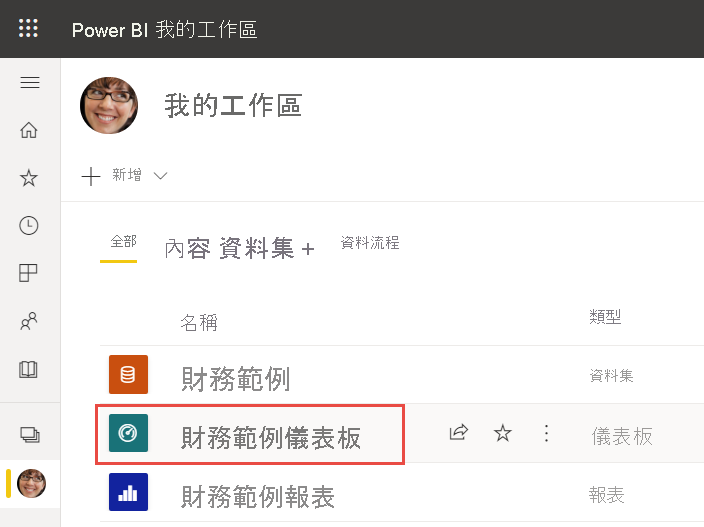 Power BI 我的工作區
我的工作區
新增
全部 內容 資料集 + 資料流程
名稱 類型
財務範例 資料集
財務範例儀表板 儀表板
財務範例報表 報表